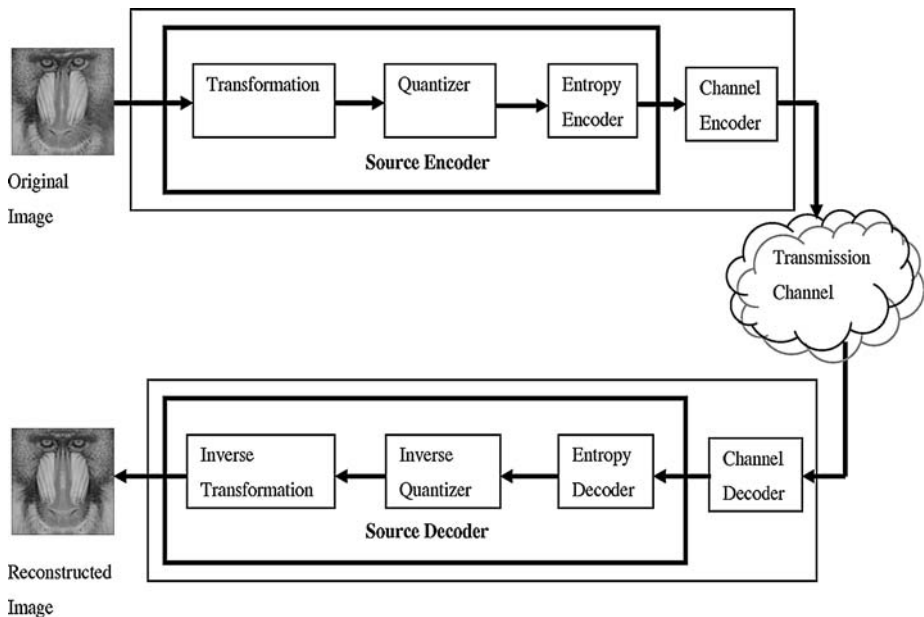 Transformation
Quantizer
Entropy
Encoder
Channel
Encoder
Source Encoder
Original
Image
Transmission
Channel
Inverse
Transformation
Inverse
Quantizer
Entropy
Decoder
Channel
Decoder
Source Decoder
Reconstructed
Image